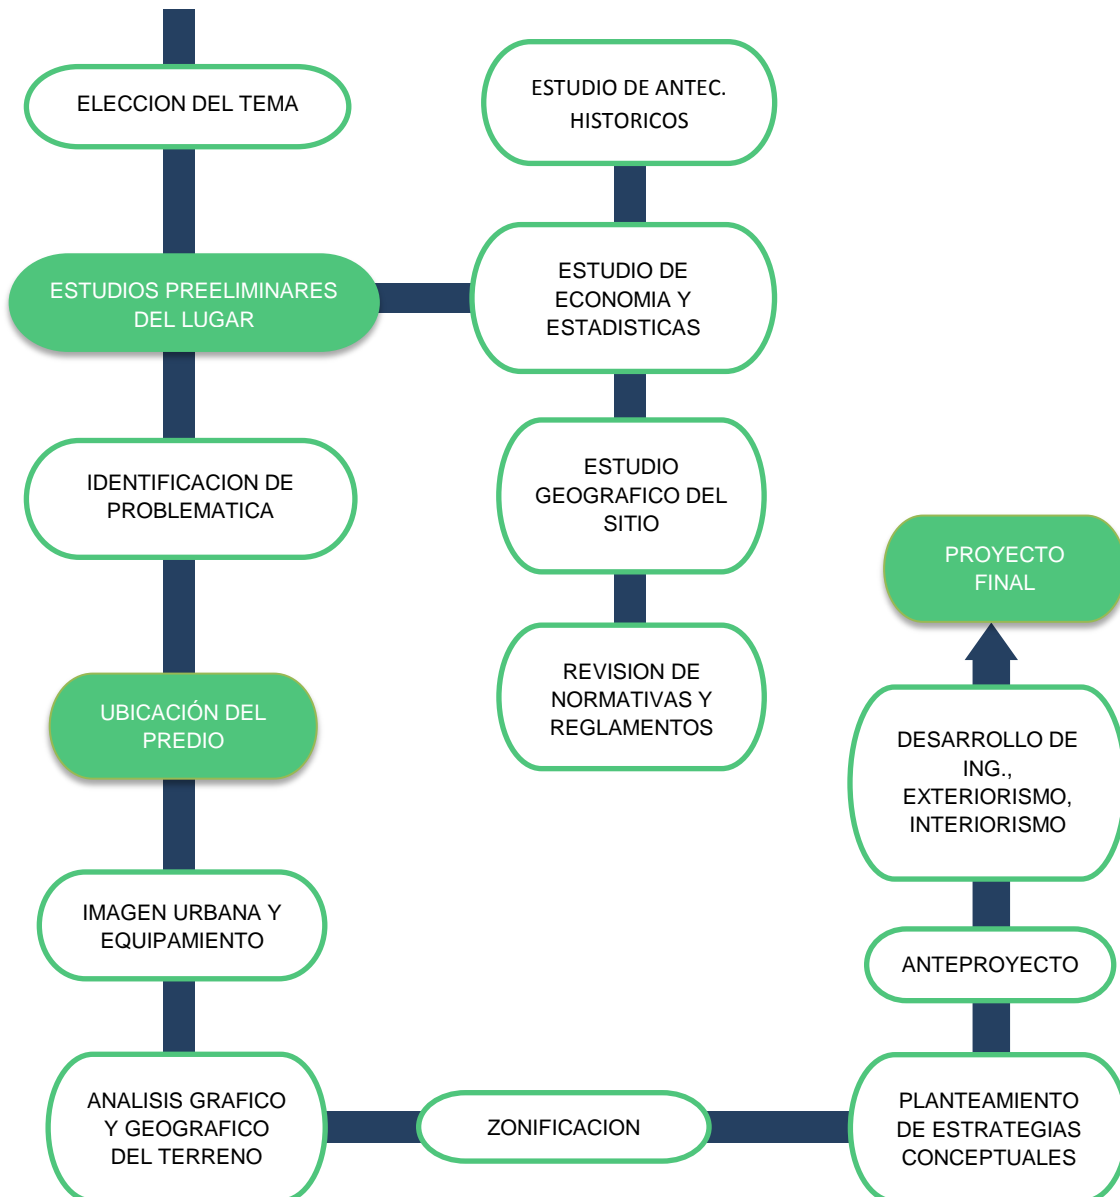 ELECCION DEL TEMA
ESTUDIOS PREELIMINARES
DEL LUGAR
IDENTIFICACION DE
PROBLEMATICA
UBICACIÓN DEL
PREDIO
IMAGEN URBANA Y
EQUIPAMIENTO
ANALISIS GRAFICO
Y GEOGRAFICO
DEL TERRENO
ESTUDIO DE ANTEC.
HISTORICOS
ESTUDIO DE
ECONOMIA Y
ESTADISTICAS
ESTUDIO
GEOGRAFICO DEL
SITIO
REVISION DE
NORMATIVAS Y
REGLAMENTOS
ZONIFICACION
PLANTEAMIENTO
DE ESTRATEGIAS
CONCEPTUALES
ANTEPROYECTO
DESARROLLO DE
ING.,
EXTERIORISMO,
INTERIORISMO
PROYECTO
FINAL